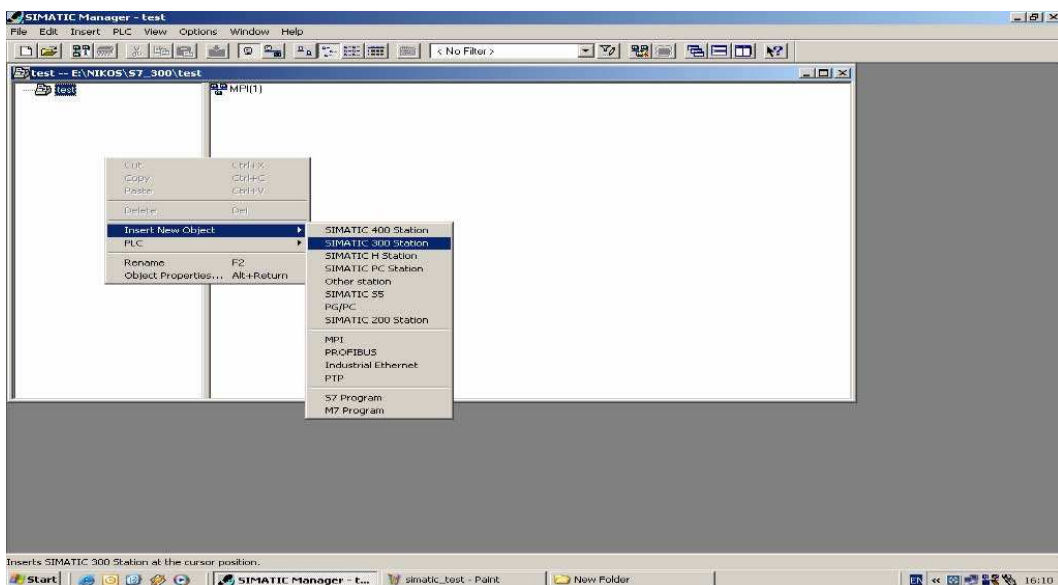 SIMATIC Manager - test
File Edit Insert PLC View Options Window Help
< No Filter >
test -- E:\NIKOS\S7_300\test
test
MPI(1)
Cut Ctrl+X
Copy Ctrl+C
Paste Ctrl+V
Delete Del
Insert New Object
PLC
Rename F2
Object Properties... Alt+Return
SIMATIC 400 Station
SIMATIC 300 Station
SIMATIC H Station
SIMATIC PC Station
Other station
SIMATIC S5
PG/PC
SIMATIC 200 Station
MPI
PROFIBUS
Industrial Ethernet
PTP
S7 Program
M7 Program
Inserts SIMATIC 300 Station at the cursor position.
Start SIMATIC Manager - t... simatic_test - Paint New Folder EN « 16:10